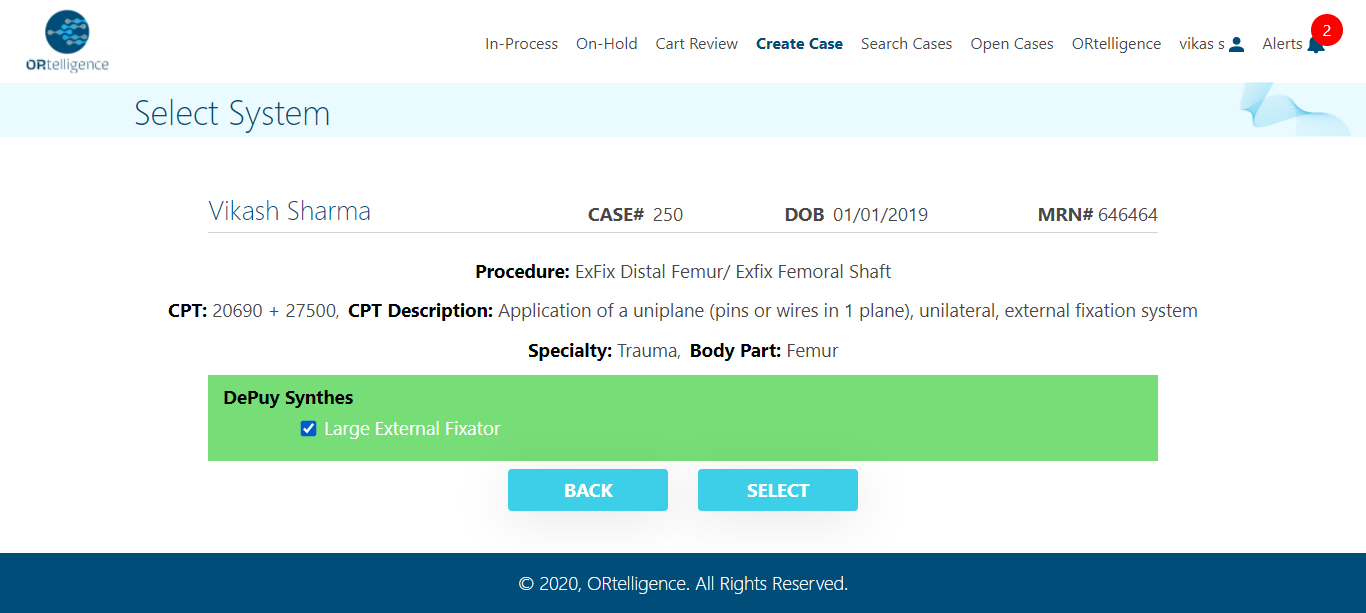 ORtelligence
In-Process On-Hold Cart Review Create Case Search Cases Open Cases ORtelligence vikas s Alerts 2
Select System
Vikash Sharma CASE# 250 DOB 01/01/2019 MRN# 646464
Procedure: ExFix Distal Femur/ Exfix Femoral Shaft
CPT: 20690 + 27500, CPT Description: Application of a uniplane (pins or wires in 1 plane), unilateral, external fixation system
Specialty: Trauma, Body Part: Femur
DePuy Synthes
Large External Fixator
BACK SELECT
© 2020, ORtelligence. All Rights Reserved.